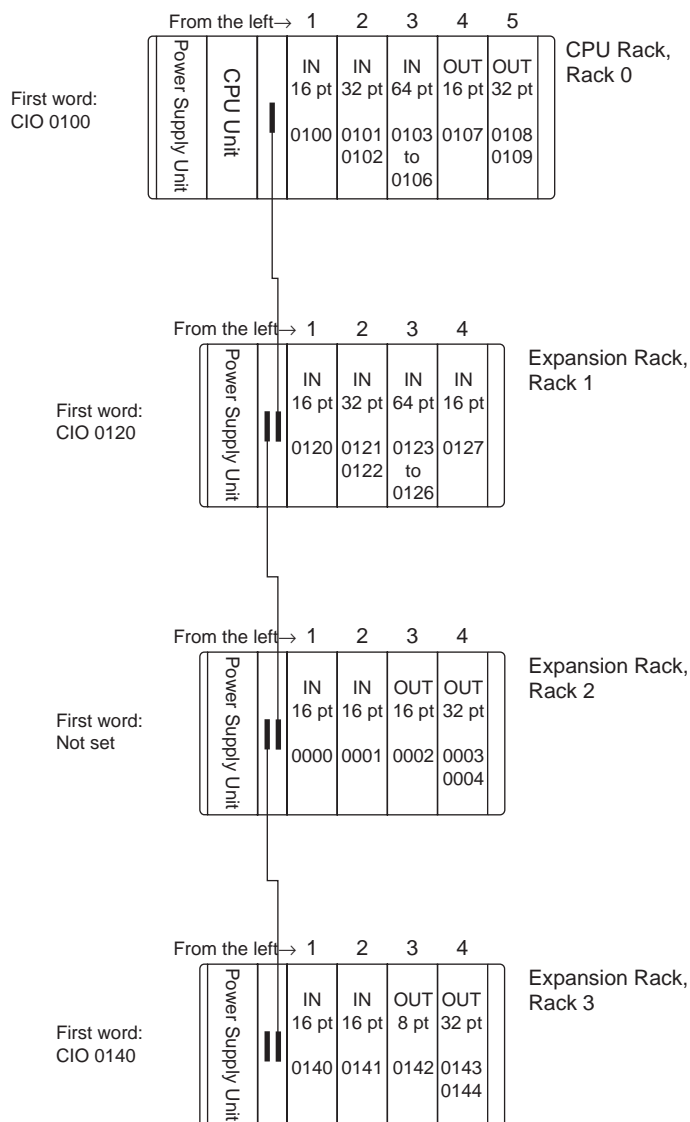 From the left→ 1 2 3 4 5
CPU Rack,
Rack 0
First word:
CIO 0100
Power Supply Unit
CPU Unit
IN
16 pt
0100
IN
32 pt
0101
0102
IN
64 pt
0103
to
0106
OUT
16 pt
0107
OUT
32 pt
0108
0109
From the left→ 1 2 3 4
Expansion Rack,
Rack 1
First word:
CIO 0120
Power Supply Unit
IN
16 pt
0120
IN
32 pt
0121
0122
IN
64 pt
0123
to
0126
IN
16 pt
0127
From the left→ 1 2 3 4
Expansion Rack,
Rack 2
First word:
Not set
Power Supply Unit
IN
16 pt
0000
IN
16 pt
0001
OUT
16 pt
0002
OUT
32 pt
0003
0004
From the left→ 1 2 3 4
Expansion Rack,
Rack 3
First word:
CIO 0140
Power Supply Unit
IN
16 pt
0140
IN
16 pt
0141
OUT
8 pt
0142
OUT
32 pt
0143
0144